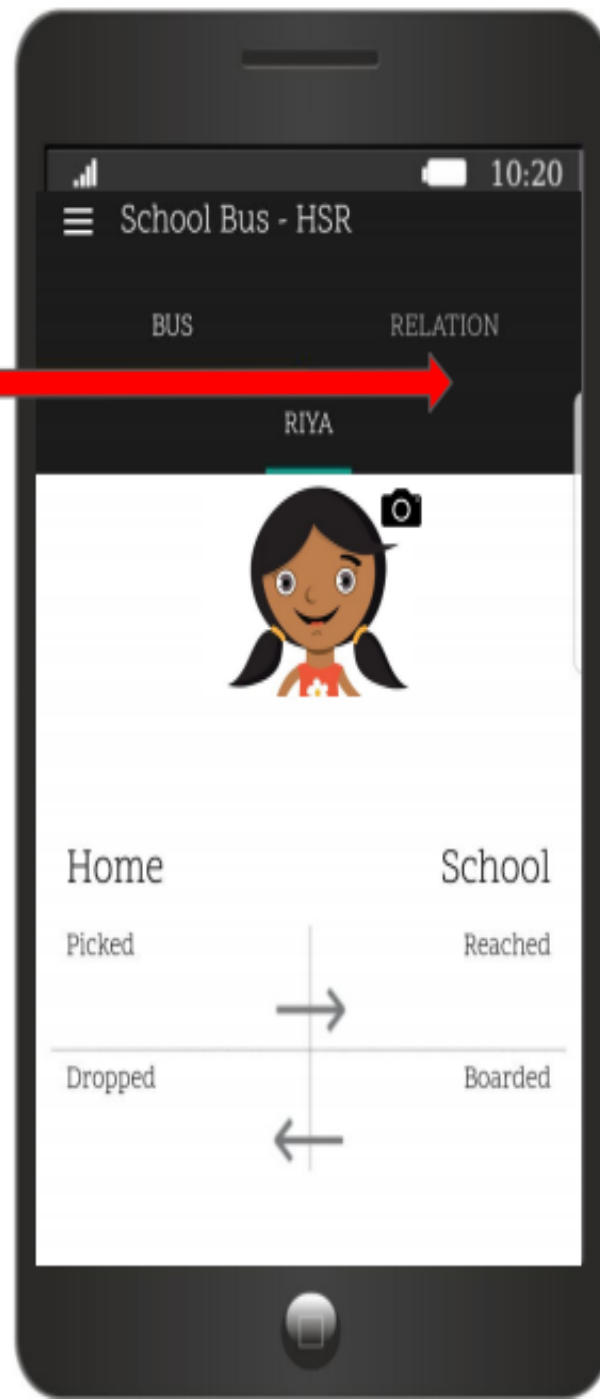 10:20
School Bus - HSR
BUS RELATION
RIYA
Home School
Picked Reached
Dropped Boarded